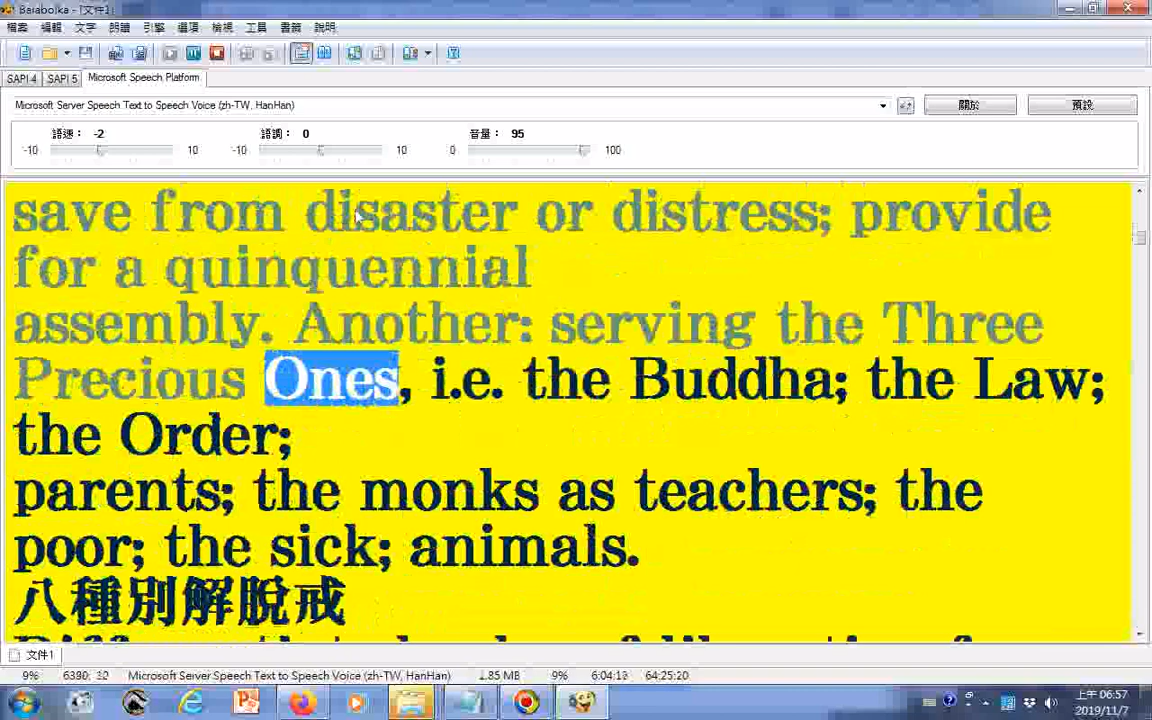 Balabolka - [文件1]
檔案 編輯 文字 朗讀 引擎 選項 檢視 工具 書籤 說明
SAPI 4 SAPI 5 Microsoft Speech Platform
Microsoft Server Speech Text to Speech Voice (zh-TW, HanHan) 關於 預設
語速： -2 語調： 0 音量： 95
-10 10 -10 10 0 100
save from disaster or distress; provide
for a quinquennial
assembly. Another: serving the Three
Precious Ones, i.e. the Buddha; the Law;
the Order;
parents; the monks as teachers; the
poor; the sick; animals.
八種別解脫戒
文件1
9% 6390: 32 Microsoft Server Speech Text to Speech Voice (zh-TW, HanHan) 1.85 MB 9% 6:04:13 64:25:20
上午 06:57
2019/11/7